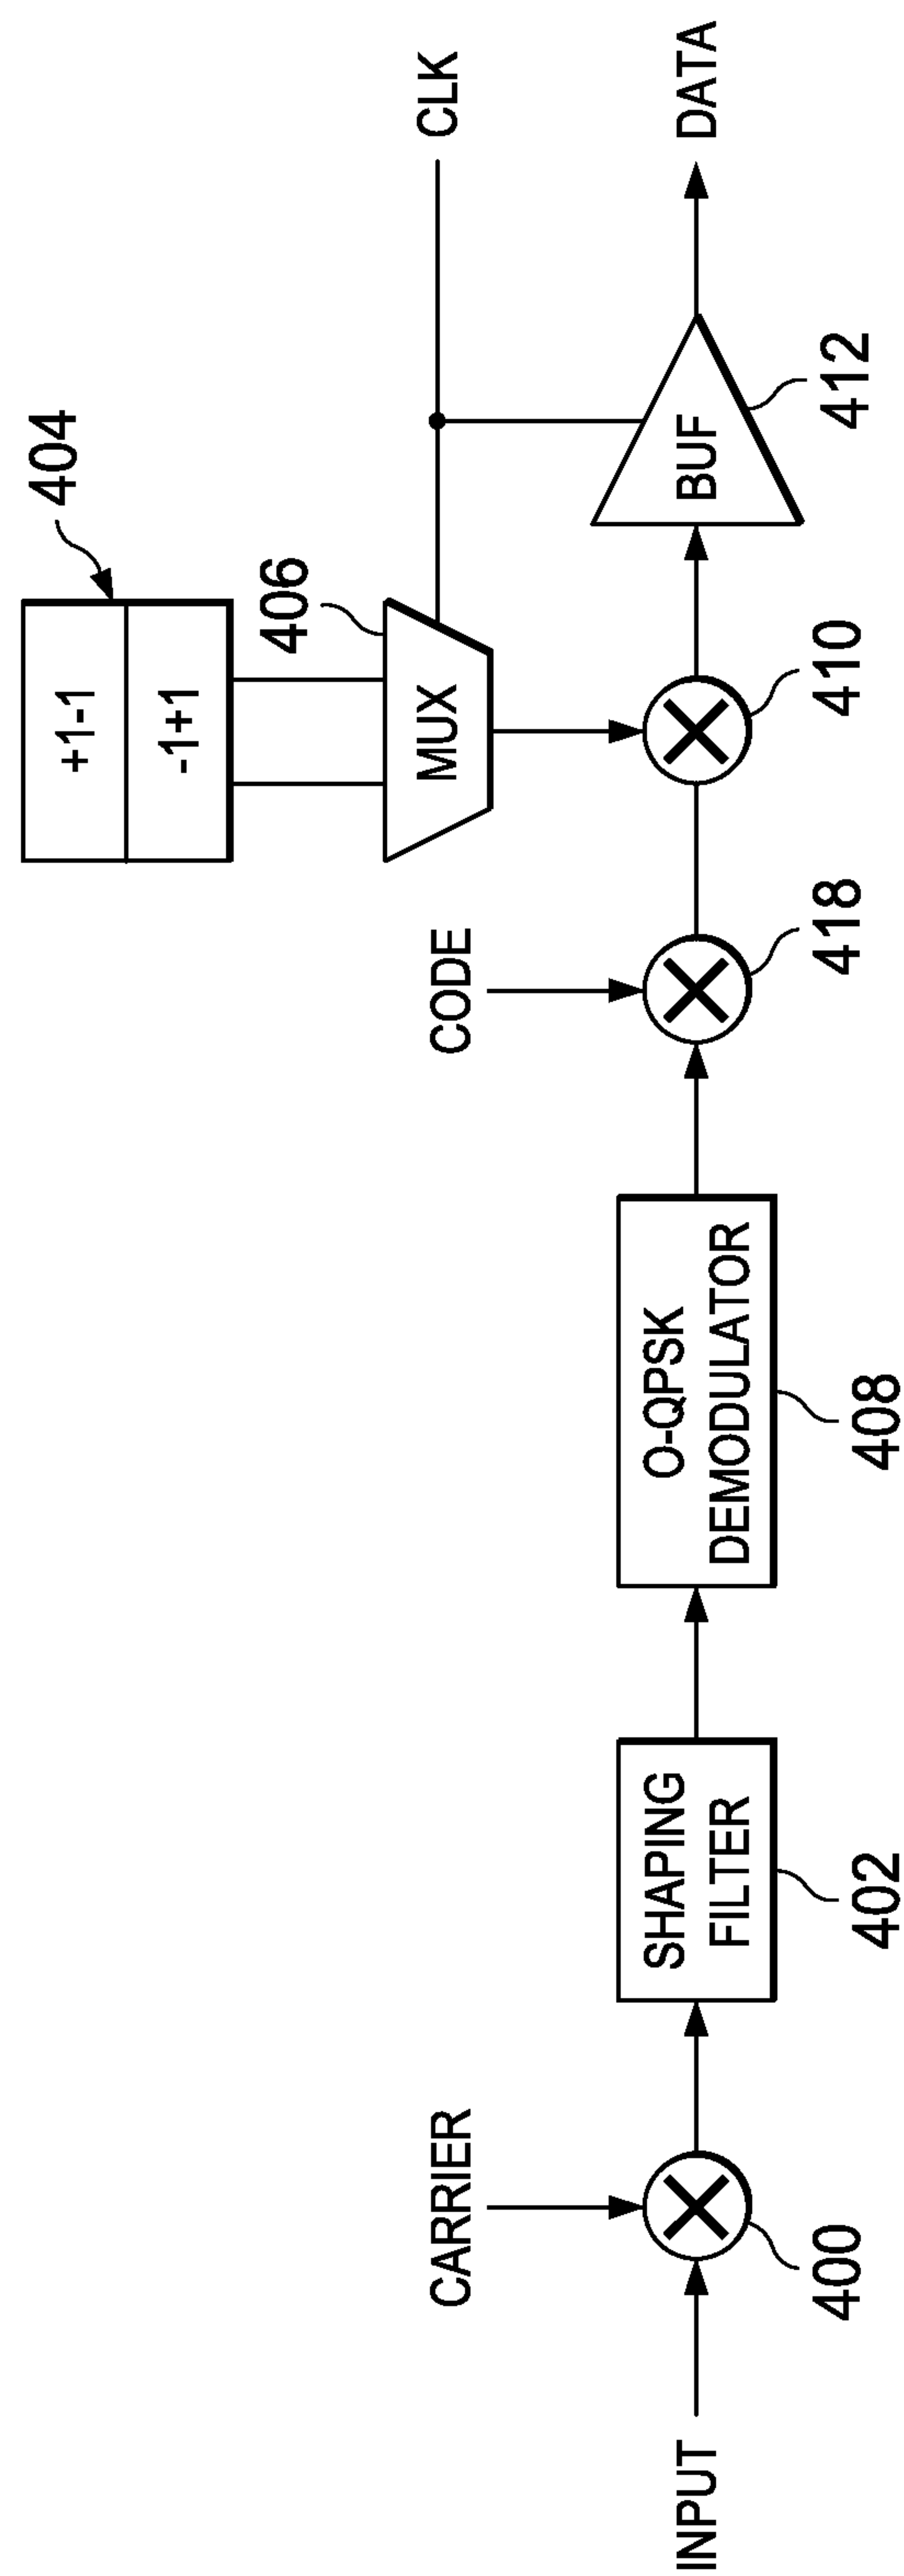 +1-1
-1+1
404
406
MUX
CLK
CARRIER
CODE
INPUT
SHAPING
FILTER
O-QPSK
DEMODULATOR
BUF
DATA
400
402
408
418
410
412